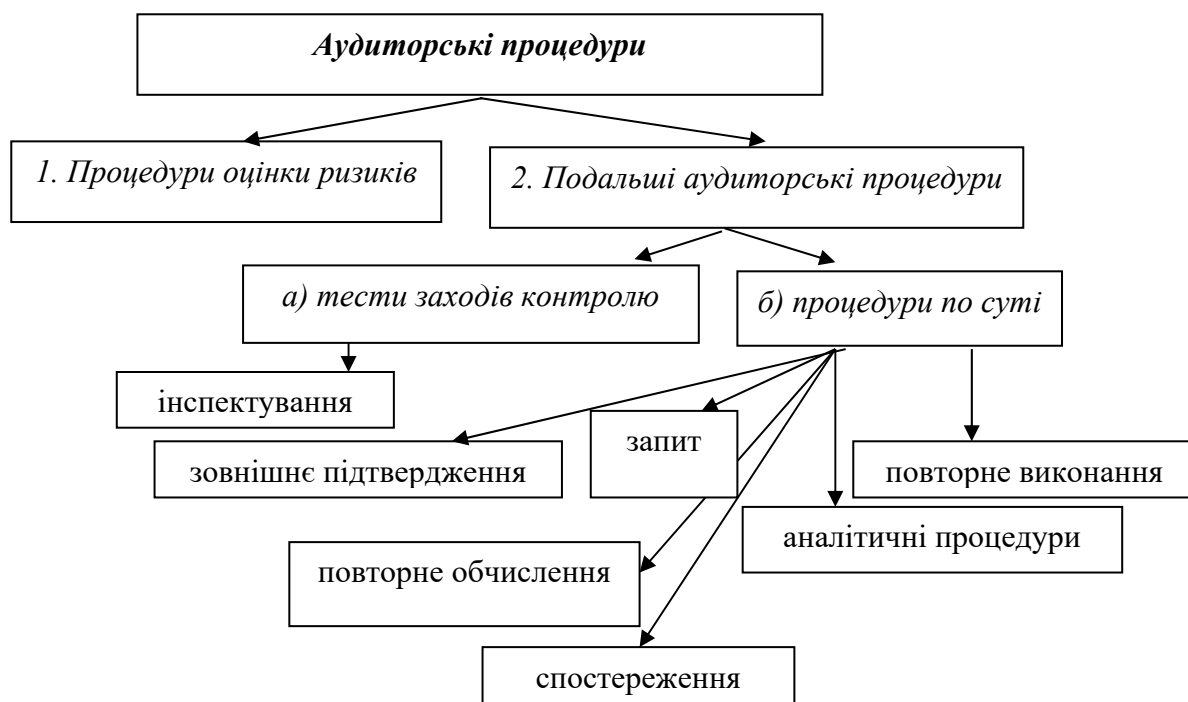 Аудиторські процедури
1. Процедури оцінки ризиків
2. Подальші аудиторські процедури
а) тести заходів контролю
б) процедури по суті
інспектування
зовнішнє підтвердження
запит
повторне виконання
аналітичні процедури
повторне обчислення
спостереження